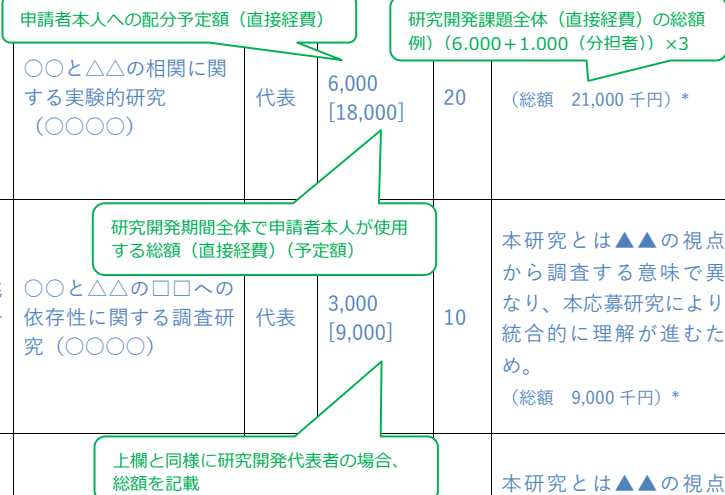 申請者本人への配分予定額（直接経費）
研究開発課題全体（直接経費）の総額
例）(6.000＋1.000（分担者））×3
○○と△△の相関に関
する実験的研究
（○○○○）
代表
6,000
[18,000]
20
（総額　21,000 千円）*
研究開発期間全体で申請者本人が使用
する総額（直接経費）（予定額）
○○と△△の□□への
依存性に関する調査研
究（○○○○）
代表
3,000
[9,000]
10
本研究とは▲▲の視点
から調査する意味で異
なり、本応募研究により
統合的に理解が進むた
め。
（総額　9,000 千円）*
上欄と同様に研究開発代表者の場合、
総額を記載
本研究とは▲▲の視点